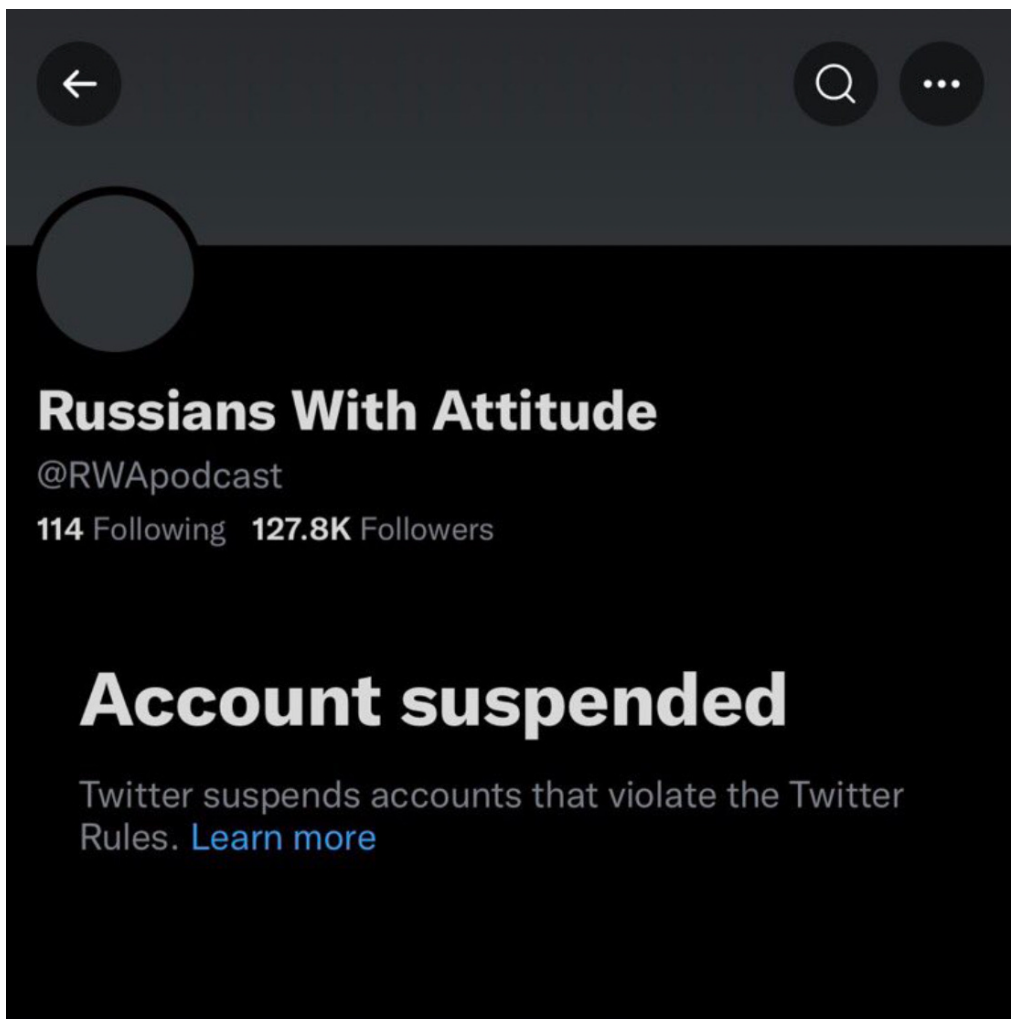 Russians With Attitude
@RWApodcast
114 Following 127.8K Followers
Account suspended
Twitter suspends accounts that violate the Twitter
Rules. Learn more